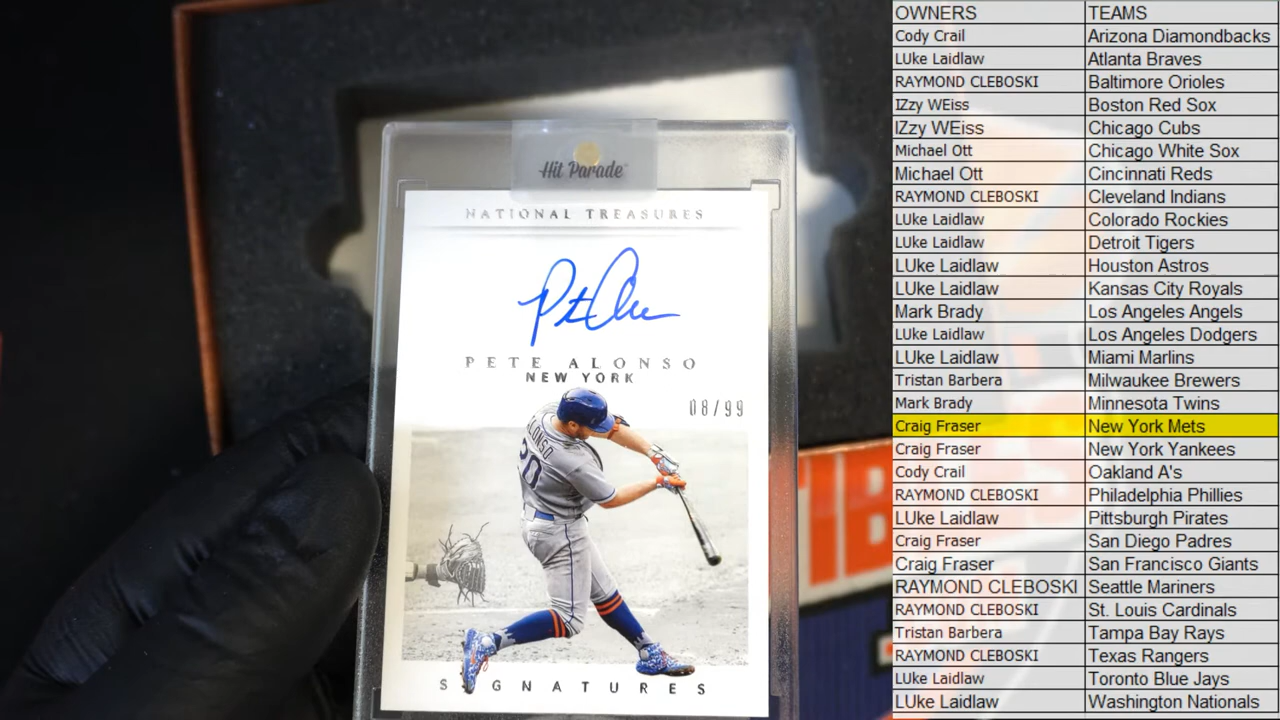 Hit Parade
NATIONAL TREASURES
Pete Alonso
PETE ALONSO
NEW YORK
08/99
ALONSO
20
SIGNATURES
OWNERS TEAMS
Cody Crail Arizona Diamondbacks
LUke Laidlaw Atlanta Braves
RAYMOND CLEBOSKI Baltimore Orioles
IZzy WEiss Boston Red Sox
IZzy WEiss Chicago Cubs
Michael Ott Chicago White Sox
Michael Ott Cincinnati Reds
RAYMOND CLEBOSKI Cleveland Indians
LUke Laidlaw Colorado Rockies
LUke Laidlaw Detroit Tigers
LUke Laidlaw Houston Astros
LUke Laidlaw Kansas City Royals
Mark Brady Los Angeles Angels
LUke Laidlaw Los Angeles Dodgers
LUke Laidlaw Miami Marlins
Tristan Barbera Milwaukee Brewers
Mark Brady Minnesota Twins
Craig Fraser New York Mets
Craig Fraser New York Yankees
Cody Crail Oakland A's
RAYMOND CLEBOSKI Philadelphia Phillies
LUke Laidlaw Pittsburgh Pirates
Craig Fraser San Diego Padres
Craig Fraser San Francisco Giants
RAYMOND CLEBOSKI Seattle Mariners
RAYMOND CLEBOSKI St. Louis Cardinals
Tristan Barbera Tampa Bay Rays
RAYMOND CLEBOSKI Texas Rangers
LUke Laidlaw Toronto Blue Jays
LUke Laidlaw Washington Nationals